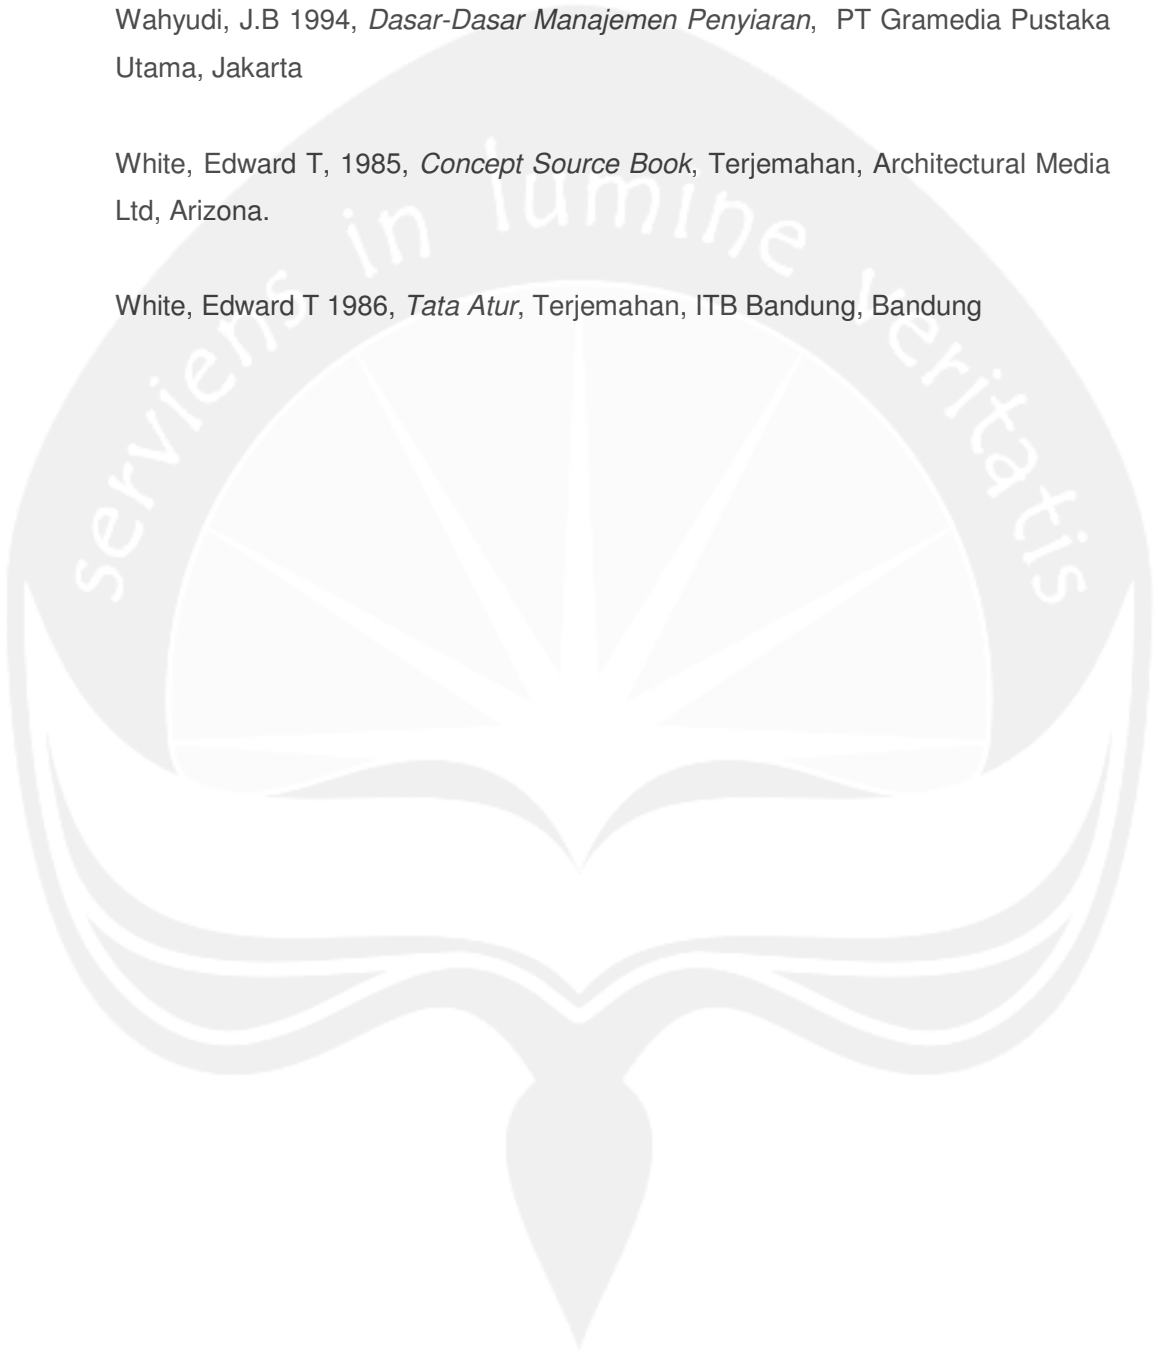 Wahyudi, J.B 1994, Dasar-Dasar Manajemen Penyiaran,  PT Gramedia Pustaka
Utama, Jakarta
White, Edward T, 1985, Concept Source Book, Terjemahan, Architectural Media
Ltd, Arizona.
White, Edward T 1986, Tata Atur, Terjemahan, ITB Bandung, Bandung
serviens in lumine veritatis